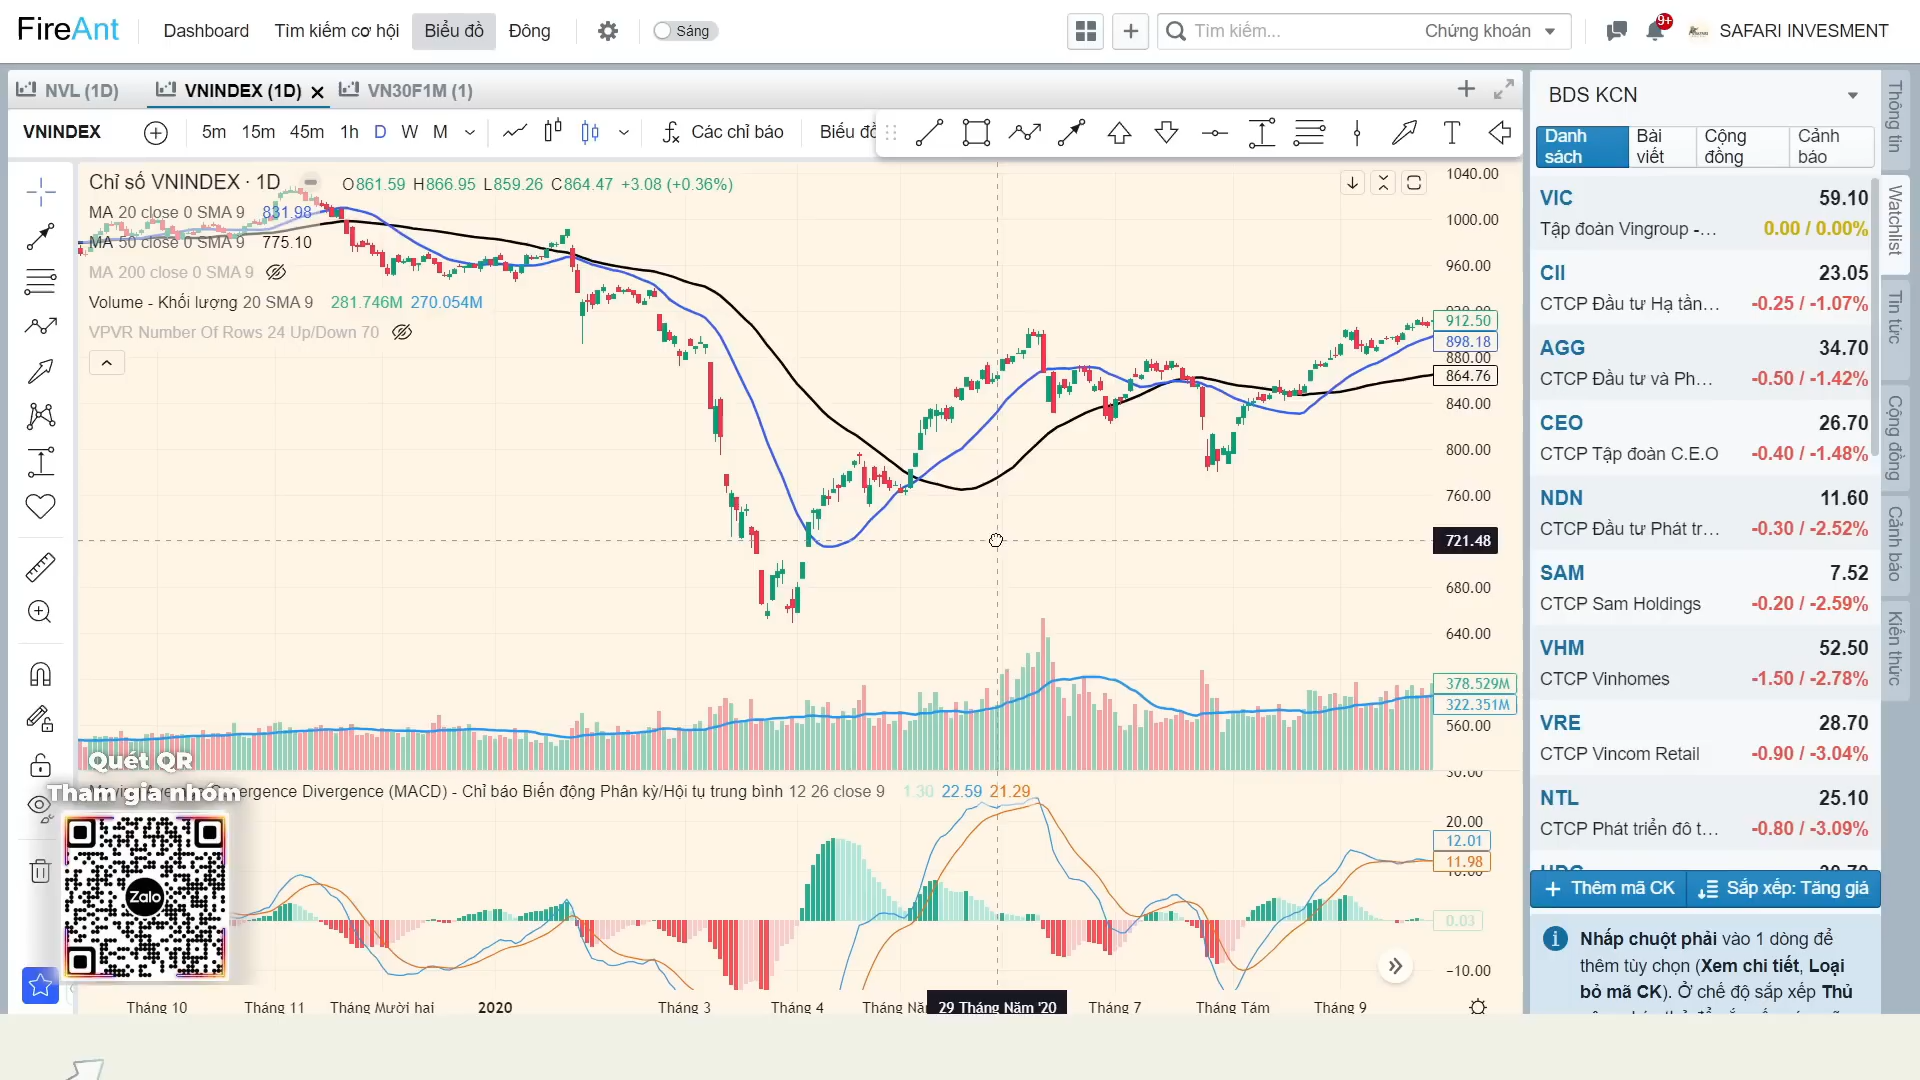 FireAnt Dashboard Tìm kiếm cơ hội Biểu đồ Đông Sáng Tìm kiếm... Chứng khoán 9+ SAFARI INVESMENT
NVL (1D) VNINDEX (1D) VN30F1M (1)
VNINDEX 5m 15m 45m 1h D W M Các chỉ báo Biểu đồ
Chỉ số VNINDEX · 1D O861.59 H866.95 L859.26 C864.47 +3.08 (+0.36%)
MA 20 close 0 SMA 9 831.98
MA 50 close 0 SMA 9 775.10
MA 200 close 0 SMA 9
Volume - Khối lượng 20 SMA 9 281.746M 270.054M
VPVR Number Of Rows 24 Up/Down 70
1040.00
1000.00
960.00
912.50
898.18
880.00
864.76
840.00
800.00
760.00
721.48
680.00
640.00
378.529M
322.351M
560.00
30.00
Quét QR
Tham gia nhóm
Zalo
Convergence Divergence (MACD) - Chỉ báo Biến động Phân kỳ/Hội tụ trung bình 12 26 close 9 1.30 22.59 21.29
20.00
12.01
11.98
10.00
0.03
−10.00
Tháng 10 Tháng 11 Tháng Mười hai 2020 Tháng 3 Tháng 4 29 Tháng Năm '20 Tháng 7 Tháng Tám Tháng 9
BDS KCN
Danh sách
Bài viết
Cộng đồng
Cảnh báo
VIC 59.10
Tập đoàn Vingroup -... 0.00 / 0.00%
CII 23.05
CTCP Đầu tư Hạ tần... -0.25 / -1.07%
AGG 34.70
CTCP Đầu tư và Ph... -0.50 / -1.42%
CEO 26.70
CTCP Tập đoàn C.E.O -0.40 / -1.48%
NDN 11.60
CTCP Đầu tư Phát tr... -0.30 / -2.52%
SAM 7.52
CTCP Sam Holdings -0.20 / -2.59%
VHM 52.50
CTCP Vinhomes -1.50 / -2.78%
VRE 28.70
CTCP Vincom Retail -0.90 / -3.04%
NTL 25.10
CTCP Phát triển đô t... -0.80 / -3.09%
Thêm mã CK Sắp xếp: Tăng giá
Nhấp chuột phải vào 1 dòng để
thêm tùy chọn (Xem chi tiết, Loại
bỏ mã CK). Ở chế độ sắp xếp Thủ
Thông tin
Watchlist
Tin tức
Cộng đồng
Cảnh báo
Kiến thức